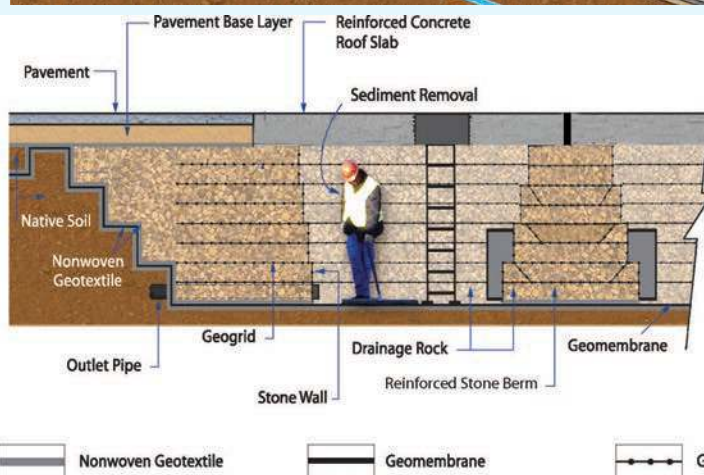 Pavement Base Layer
Reinforced Concrete
Roof Slab
Pavement
Sediment Removal
Native Soil
Nonwoven
Geotextile
Geogrid
Drainage Rock
Geomembrane
Outlet Pipe
Stone Wall
Reinforced Stone Berm
Nonwoven Geotextile
Geomembrane
G